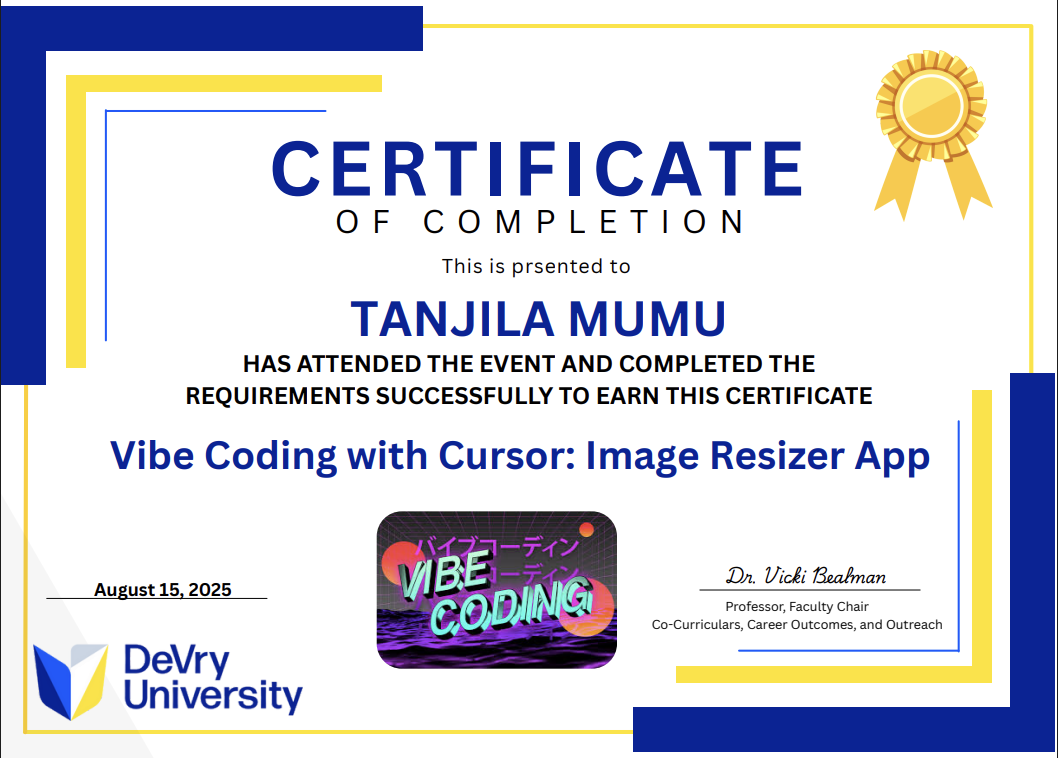 CERTIFICATE
OF COMPLETION
This is prsented to
TANJILA MUMU
HAS ATTENDED THE EVENT AND COMPLETED THE
REQUIREMENTS SUCCESSFULLY TO EARN THIS CERTIFICATE
Vibe Coding with Cursor: Image Resizer App
バイブコーディン
コーディン
VIBE
CODING
August 15, 2025
Dr. Vicki Bealman
Professor, Faculty Chair
Co-Curriculars, Career Outcomes, and Outreach
DeVry
University